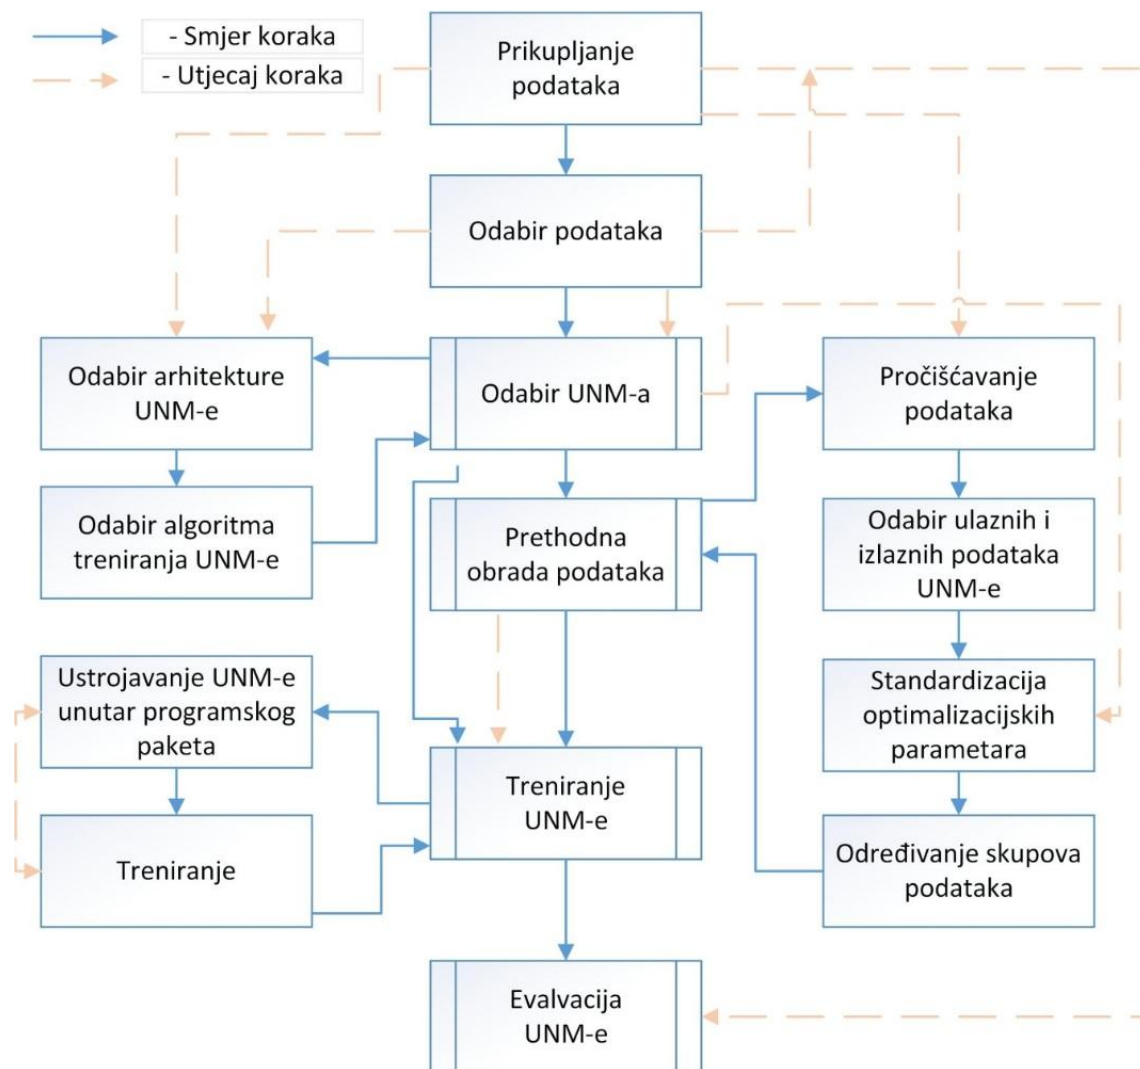 - Smjer koraka
- Utjecaj koraka
Prikupljanje
podataka
Odabir podataka
Odabir arhitekture
UNM-e
Odabir UNM-a
Pročišćavanje
podataka
Odabir algoritma
treniranja UNM-e
Prethodna
obrada podataka
Odabir ulaznih i
izlaznih podataka
UNM-e
Ustrojavanje UNM-e
unutar programskog
paketa
Standardizacija
optimalizacijskih
parametara
Treniranje
UNM-e
Treniranje
Određivanje skupova
podataka
Evalvacija
UNM-e